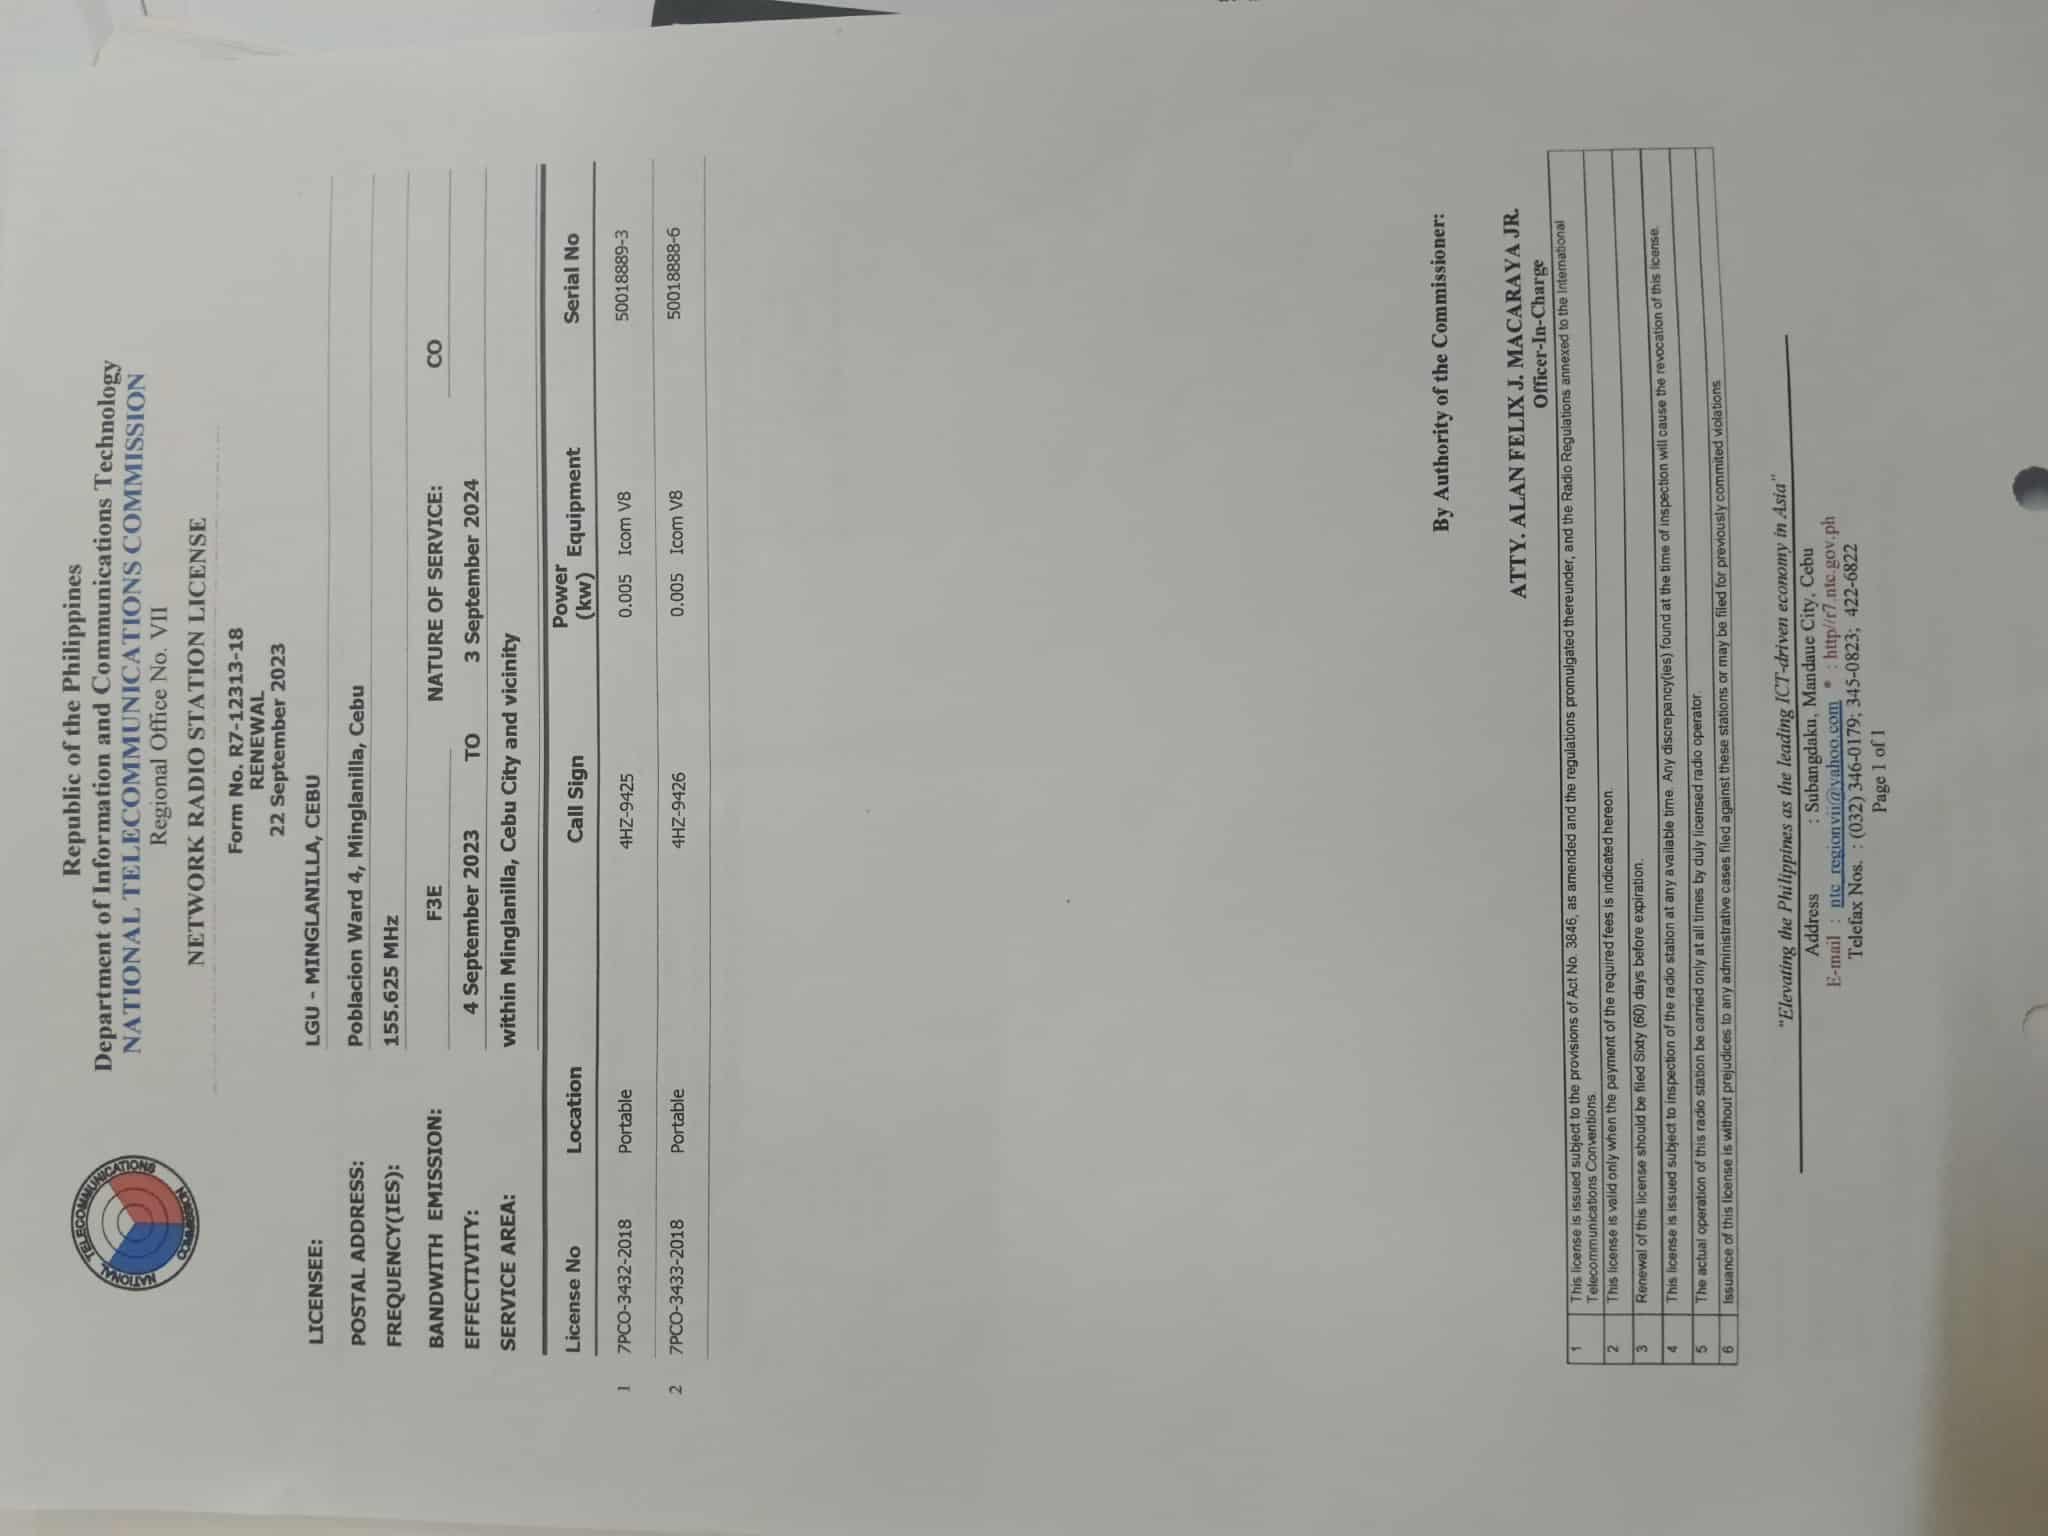 NATIONAL TELECOMMUNICATIONS COMMISSION
Republic of the Philippines
Department of Information and Communications Technology
NATIONAL TELECOMMUNICATIONS COMMISSION
Regional Office No. VII
NETWORK RADIO STATION LICENSE
Form No. R7-12313-18
RENEWAL
22 September 2023
LICENSEE: LGU - MINGLANILLA, CEBU
POSTAL ADDRESS: Poblacion Ward 4, Minglanilla, Cebu
FREQUENCY(IES): 155.625 MHz
BANDWITH EMISSION: F3E NATURE OF SERVICE: CO
EFFECTIVITY: 4 September 2023 TO 3 September 2024
SERVICE AREA: within Minglanilla, Cebu City and vicinity
License No Location Call Sign Power (kw) Equipment Serial No
1 7PCO-3432-2018 Portable 4HZ-9425 0.005 Icom V8 50018889-3
2 7PCO-3433-2018 Portable 4HZ-9426 0.005 Icom V8 50018888-6
By Authority of the Commissioner:
ATTY. ALAN FELIX J. MACARAYA JR.
Officer-In-Charge
1 This license is issued subject to the provisions of Act No. 3846, as amended and the regulations promulgated thereunder, and the Radio Regulations annexed to the International
Telecommunications Conventions.
2 This license is valid only when the payment of the required fees is indicated hereon.
3 Renewal of this license should be filed Sixty (60) days before expiration.
4 This license is issued subject to inspection of the radio station at any available time. Any discrepancy(ies) found at the time of inspection will cause the revocation of this license.
5 The actual operation of this radio station be carried only at all times by duly licensed radio operator.
6 Issuance of this license is without prejudices to any administrative cases filed against these stations or may be filed for previously commited violations.
"Elevating the Philippines as the leading ICT-driven economy in Asia"
Address : Subangdaku, Mandaue City, Cebu
E-mail : ntc_regionvii@yahoo.com * : http//r7.ntc.gov.ph
Telefax Nos. : (032) 346-0179; 345-0823; 422-6822
Page 1 of 1